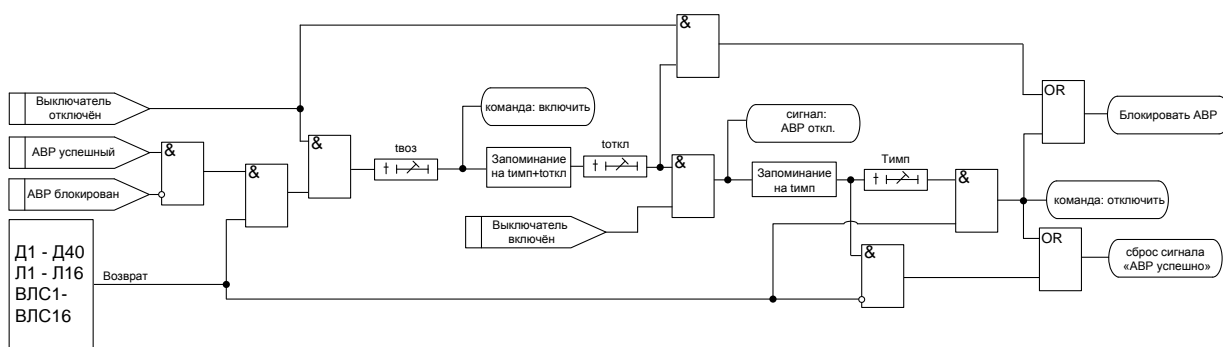 &
Выключатель
отключён
&
команда: включить
сигнал:
АВР откл.
OR
Блокировать АВР
АВР успешный
&
&
tвоз
Запоминание
на tимп+tоткл
tоткл
&
Запоминание
на tимп
Tимп
&
АВР блокирован
команда: отключить
Выключатель
включён
Д1 - Д40
Л1 - Л16
ВЛС1-
ВЛС16
Возврат
&
OR
сброс сигнала
«АВР успешно»